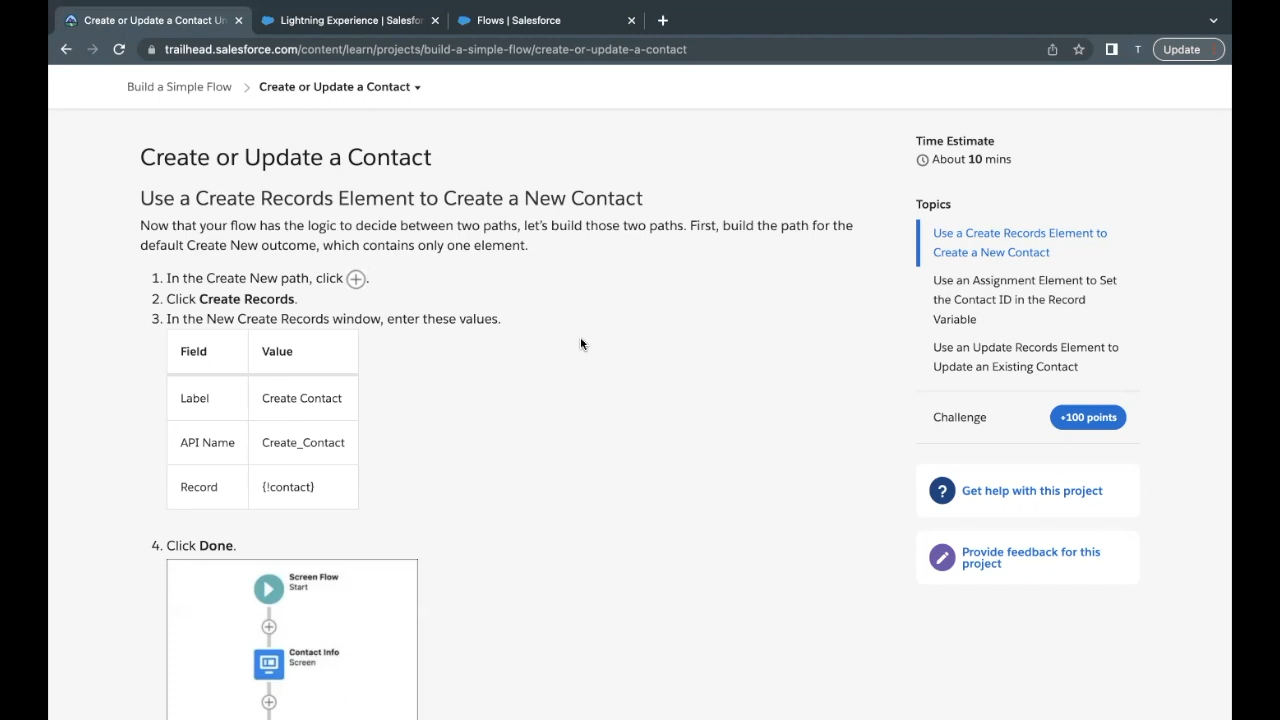 Create or Update a Contact Un
Lightning Experience | Salesfor
Flows | Salesforce
trailhead.salesforce.com/content/learn/projects/build-a-simple-flow/create-or-update-a-contact
T
Update
Build a Simple Flow > Create or Update a Contact
Create or Update a Contact
Use a Create Records Element to Create a New Contact
Now that your flow has the logic to decide between two paths, let's build those two paths. First, build the path for the
default Create New outcome, which contains only one element.
1. In the Create New path, click
2. Click Create Records.
3. In the New Create Records window, enter these values.
Field Value
Label Create Contact
API Name Create_Contact
Record {!contact}
4. Click Done.
Screen Flow
Start
Contact Info
Screen
Time Estimate
About 10 mins
Topics
Use a Create Records Element to
Create a New Contact
Use an Assignment Element to Set
the Contact ID in the Record
Variable
Use an Update Records Element to
Update an Existing Contact
Challenge +100 points
? Get help with this project
Provide feedback for this
project